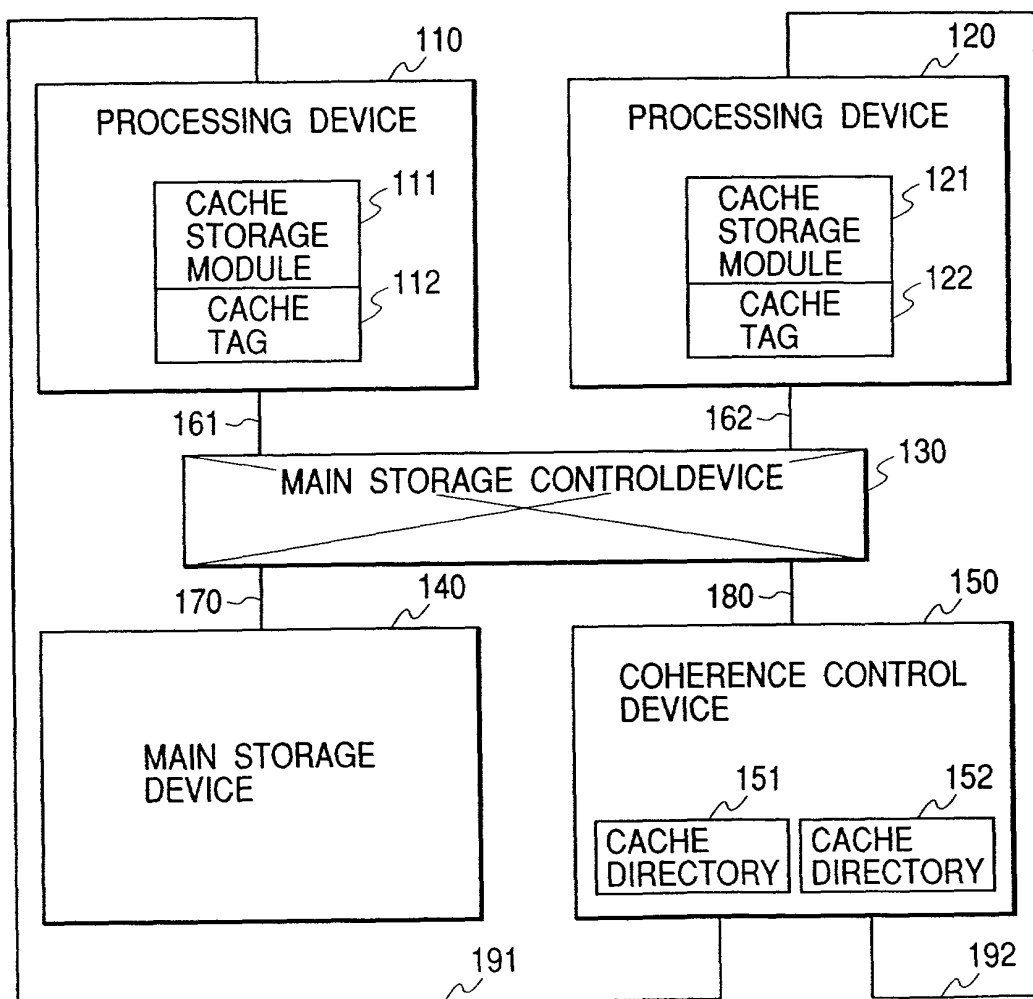 110
120
PROCESSING DEVICE
PROCESSING DEVICE
111
121
CACHE
STORAGE
MODULE
CACHE
STORAGE
MODULE
112
122
CACHE
TAG
CACHE
TAG
161
162
130
MAIN STORAGE CONTROLDEVICE
170
140
180
150
COHERENCE CONTROL
DEVICE
MAIN STORAGE
DEVICE
151
152
CACHE
DIRECTORY
CACHE
DIRECTORY
191
192